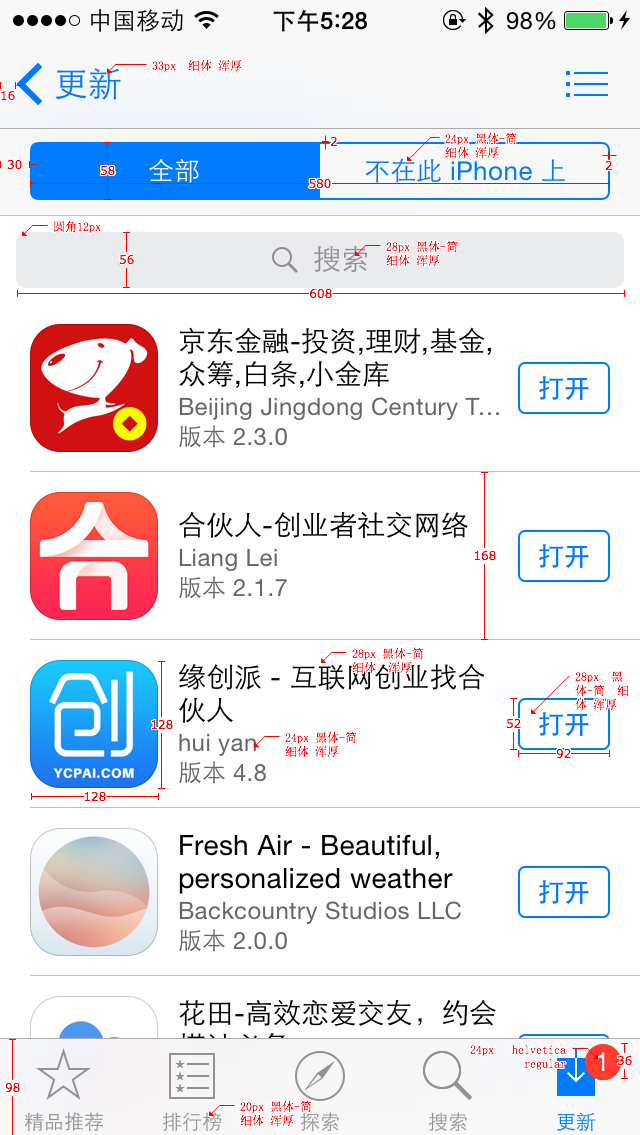 中国移动 下午5:28 98%
更新
33px 细体 浑厚
16
24px 黑体-简
细体 浑厚
2
30
58
全部
不在此 iPhone 上
2
580
圆角12px
56
搜索
28px 黑体-简
细体 浑厚
608
京东金融-投资,理财,基金,
众筹,白条,小金库
Beijing Jingdong Century T...
版本 2.3.0
打开
合伙人-创业者社交网络
Liang Lei
版本 2.1.7
打开
168
合
28px 黑体-简
细体 浑厚
缘创派 - 互联网创业找合
伙人
hui yan
版本 4.8
24px 黑体-简
细体 浑厚
创
YCPAI.COM
128
128
28px 黑
体-简 细
体 浑厚
52
打开
92
Fresh Air - Beautiful,
personalized weather
Backcountry Studios LLC
版本 2.0.0
打开
花田-高效恋爱交友，约会
98
24px helvetica
regular
1
36
精品推荐
排行榜
20px 黑体-简
细体 浑厚
探索
搜索
更新